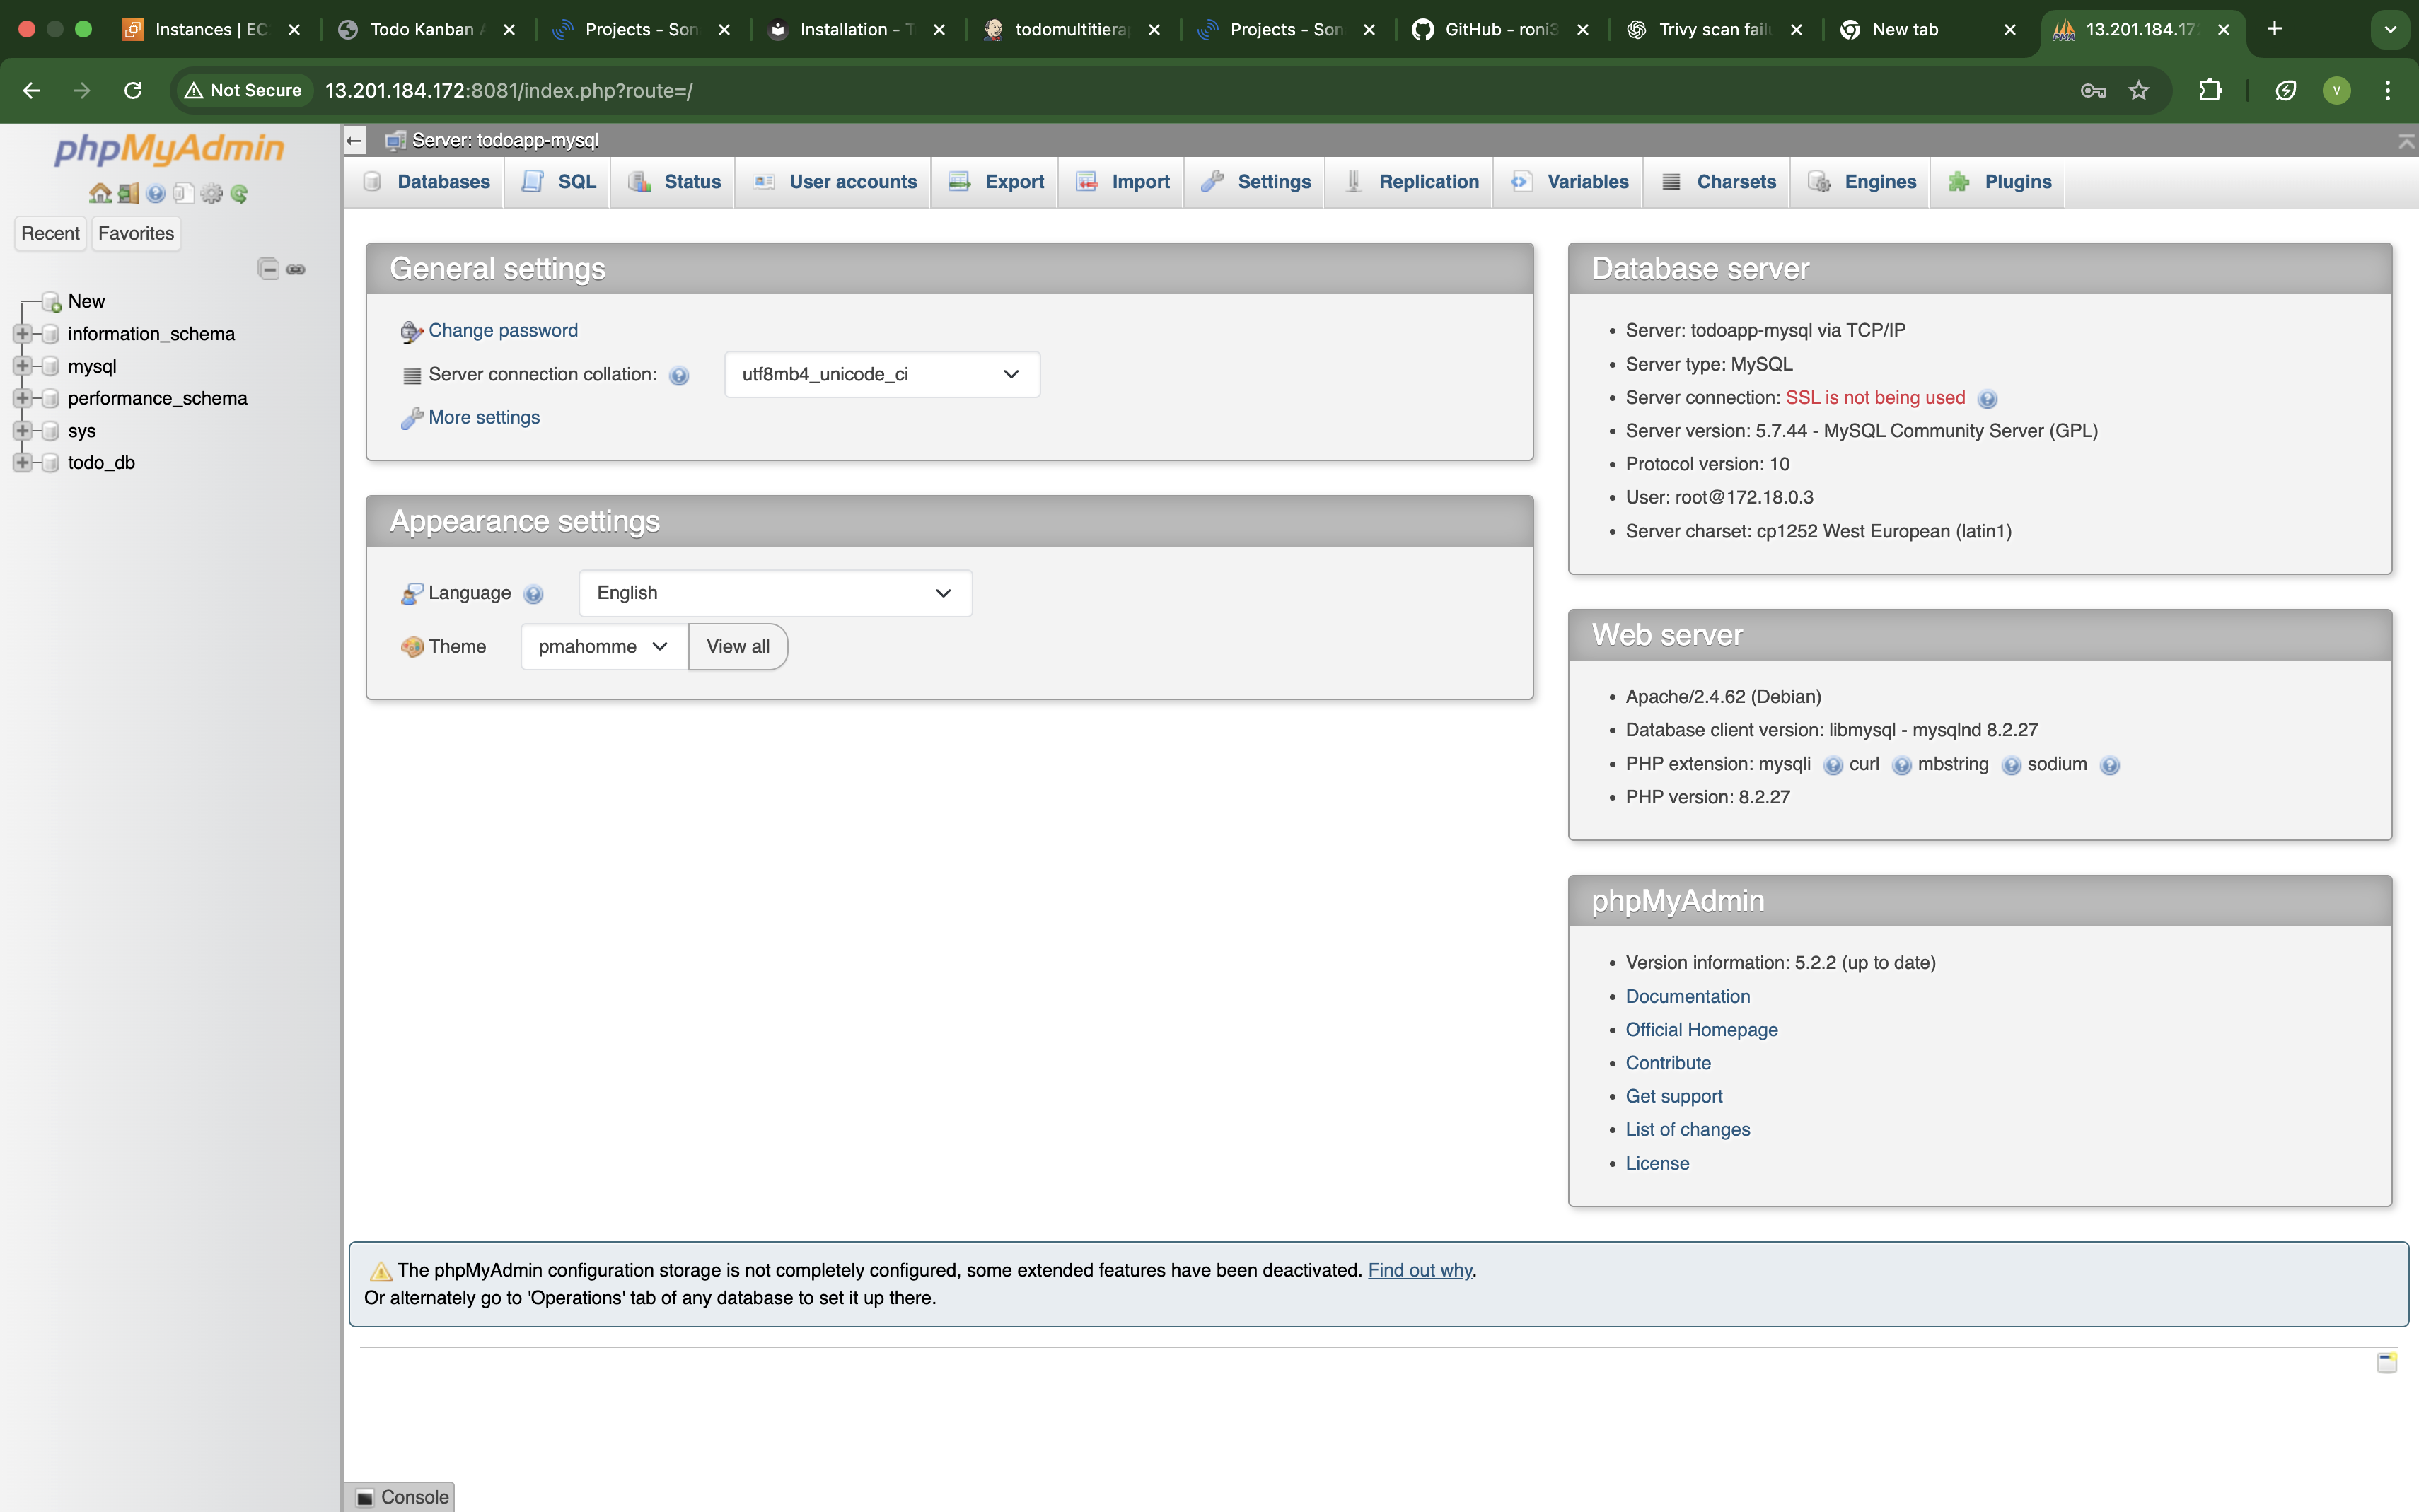 Instances | EC
Todo Kanban A
Projects - Son
Installation - T
todomultitierap
Projects - Son
GitHub - roni3
Trivy scan failu
New tab
13.201.184.172
Not Secure
13.201.184.172:8081/index.php?route=/
V
phpMyAdmin
Recent
Favorites
New
information_schema
mysql
performance_schema
sys
todo_db
Server: todoapp-mysql
Databases
SQL
Status
User accounts
Export
Import
Settings
Replication
Variables
Charsets
Engines
Plugins
General settings
Change password
Server connection collation:
utf8mb4_unicode_ci
More settings
Appearance settings
Language
English
Theme
pmahomme
View all
Database server
Server: todoapp-mysql via TCP/IP
Server type: MySQL
Server connection: SSL is not being used
Server version: 5.7.44 - MySQL Community Server (GPL)
Protocol version: 10
User: root@172.18.0.3
Server charset: cp1252 West European (latin1)
Web server
Apache/2.4.62 (Debian)
Database client version: libmysql - mysqlnd 8.2.27
PHP extension: mysqli curl mbstring sodium
PHP version: 8.2.27
phpMyAdmin
Version information: 5.2.2 (up to date)
Documentation
Official Homepage
Contribute
Get support
List of changes
License
The phpMyAdmin configuration storage is not completely configured, some extended features have been deactivated. Find out why.
Or alternately go to 'Operations' tab of any database to set it up there.
Console